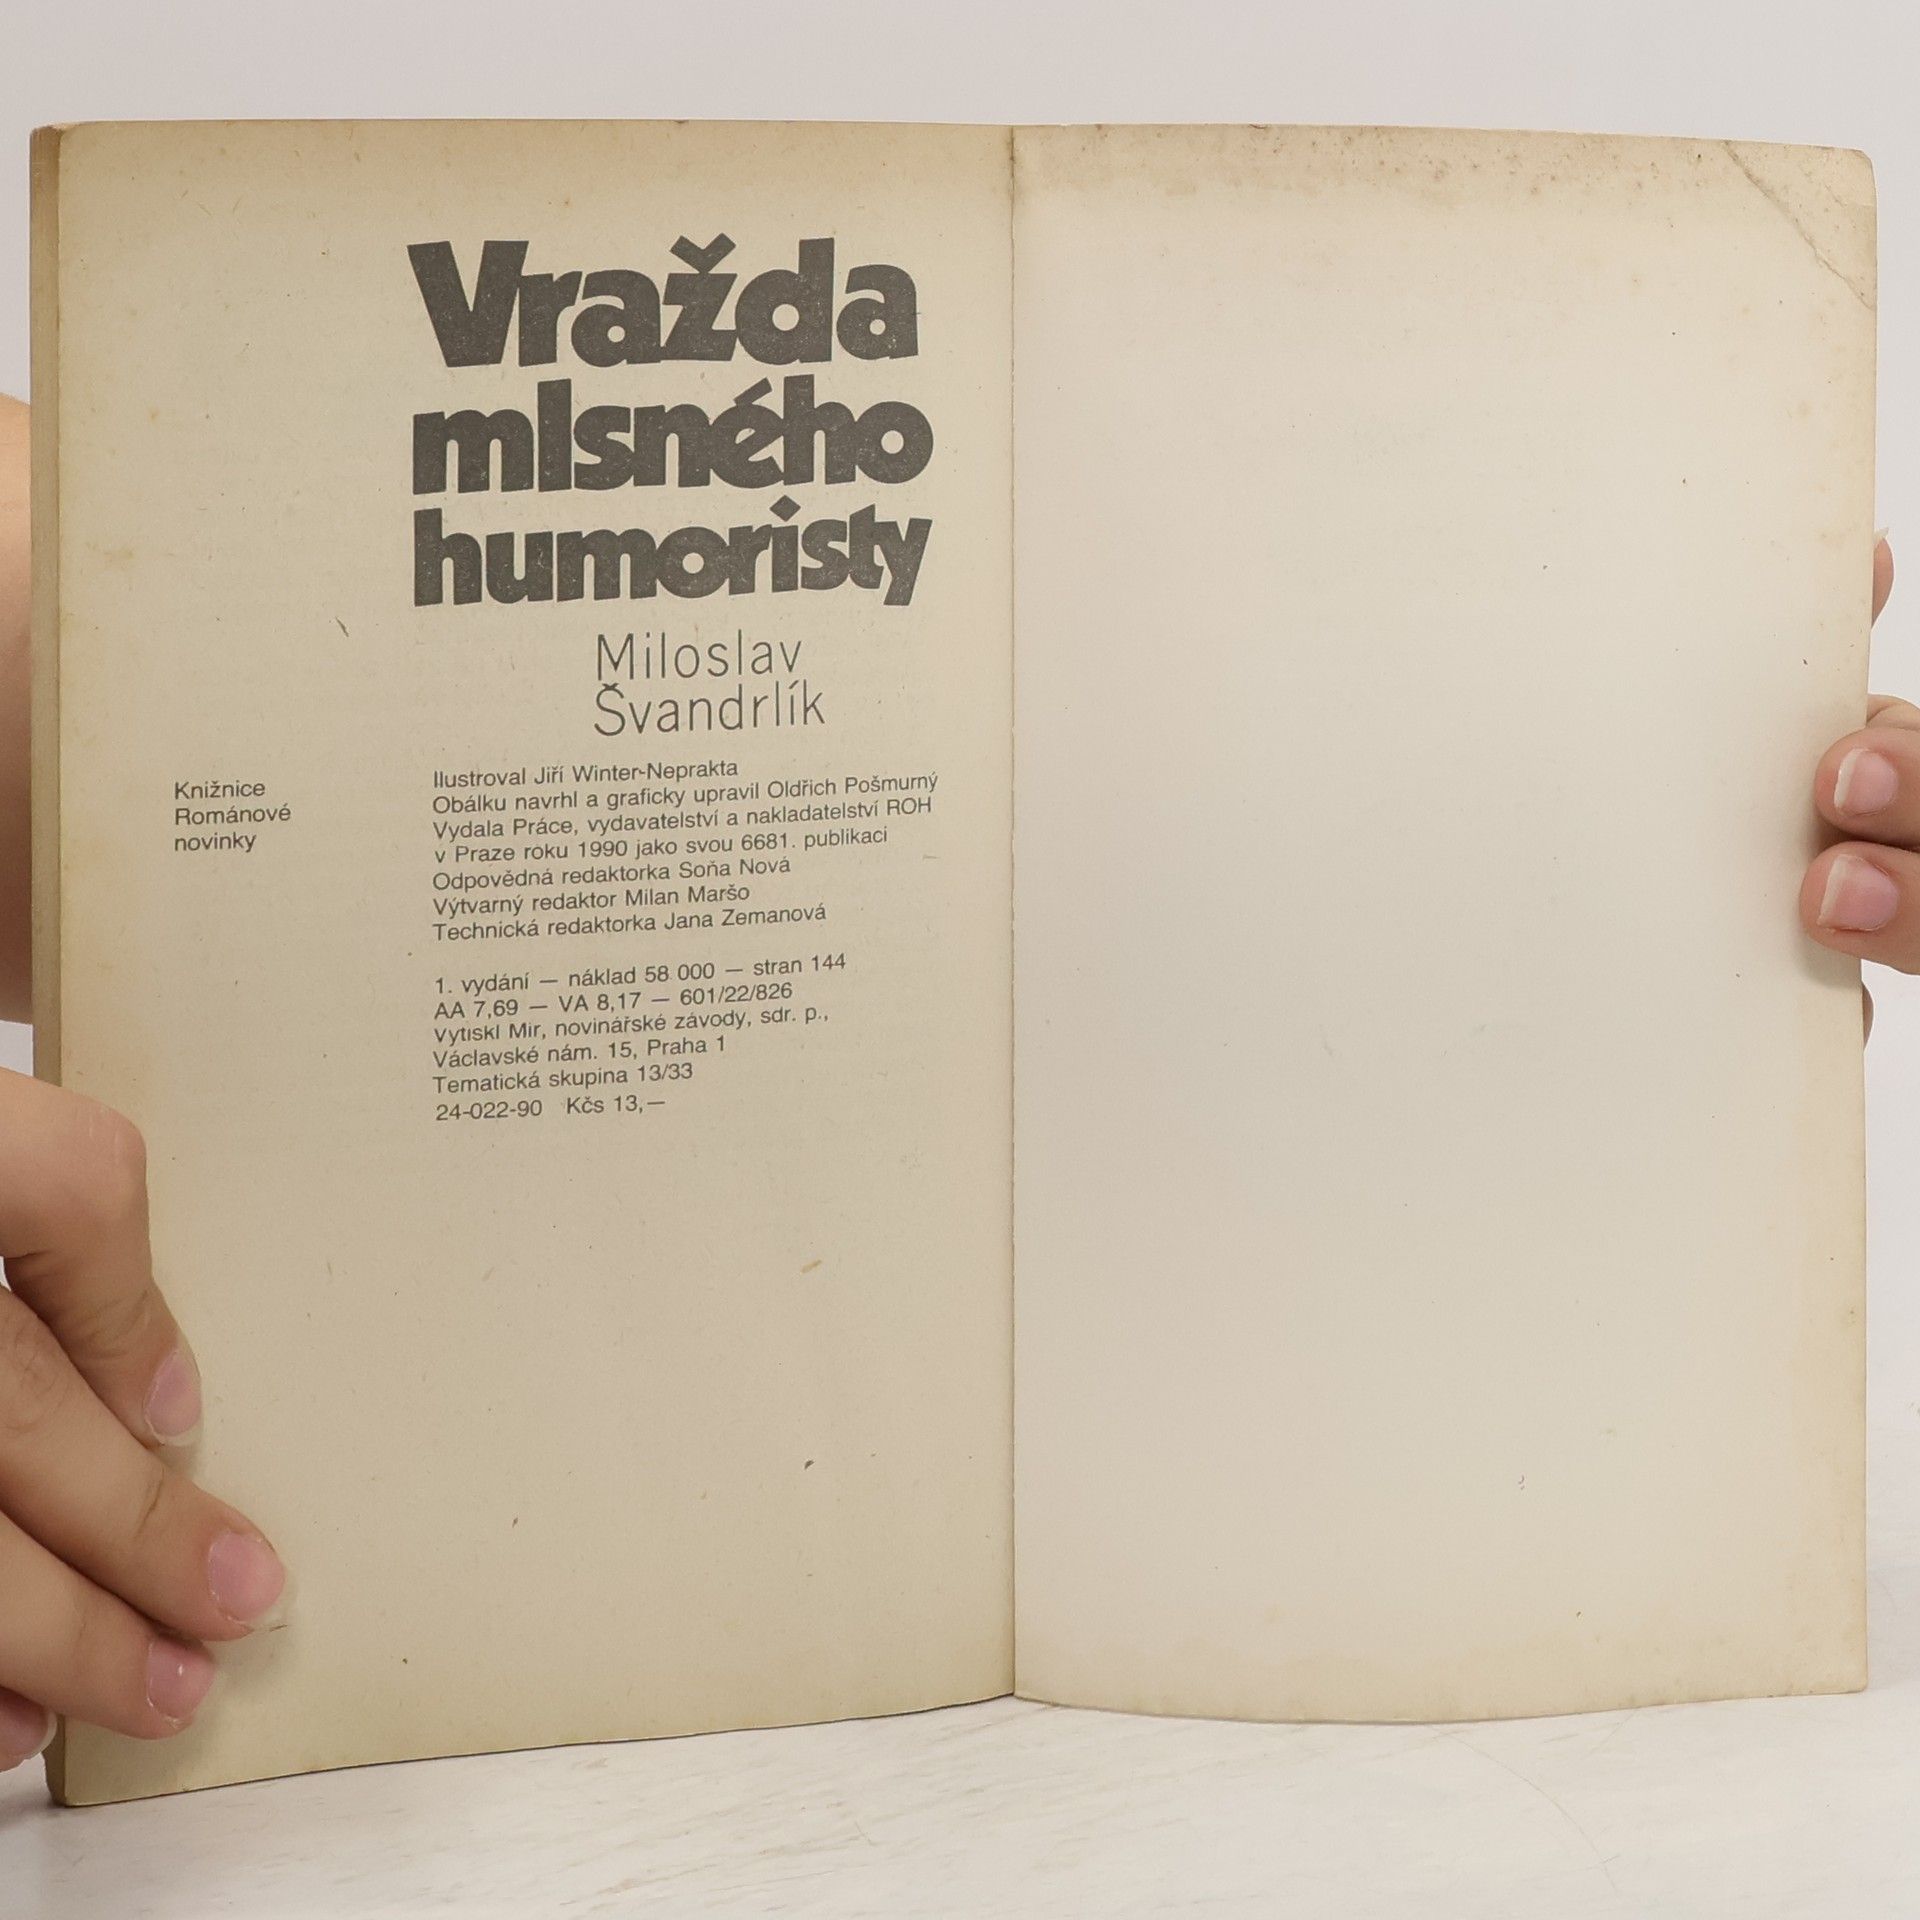 Vražda
mlsného
humoristy
Miloslav
Švandrlík
Knižnice
Románové
novinky
Ilustroval Jiří Winter-Neprakta
Obálku navrhl a graficky upravil Oldřich Pošmurný
Vydala Práce, vydavatelství a nakladatelství ROH
v Praze roku 1990 jako svou 6681. publikaci
Odpovědná redaktorka Soňa Nová
Výtvarný redaktor Milan Maršo
Technická redaktorka Jana Zemanová
1. vydání — náklad 58 000 — stran 144
AA 7,69 — VA 8,17 — 601/22/826
Vytiskl Mír, novinářské závody, sdr. p.,
Václavské nám. 15, Praha 1
Tematická skupina 13/33
24-022-90 Kčs 13,—